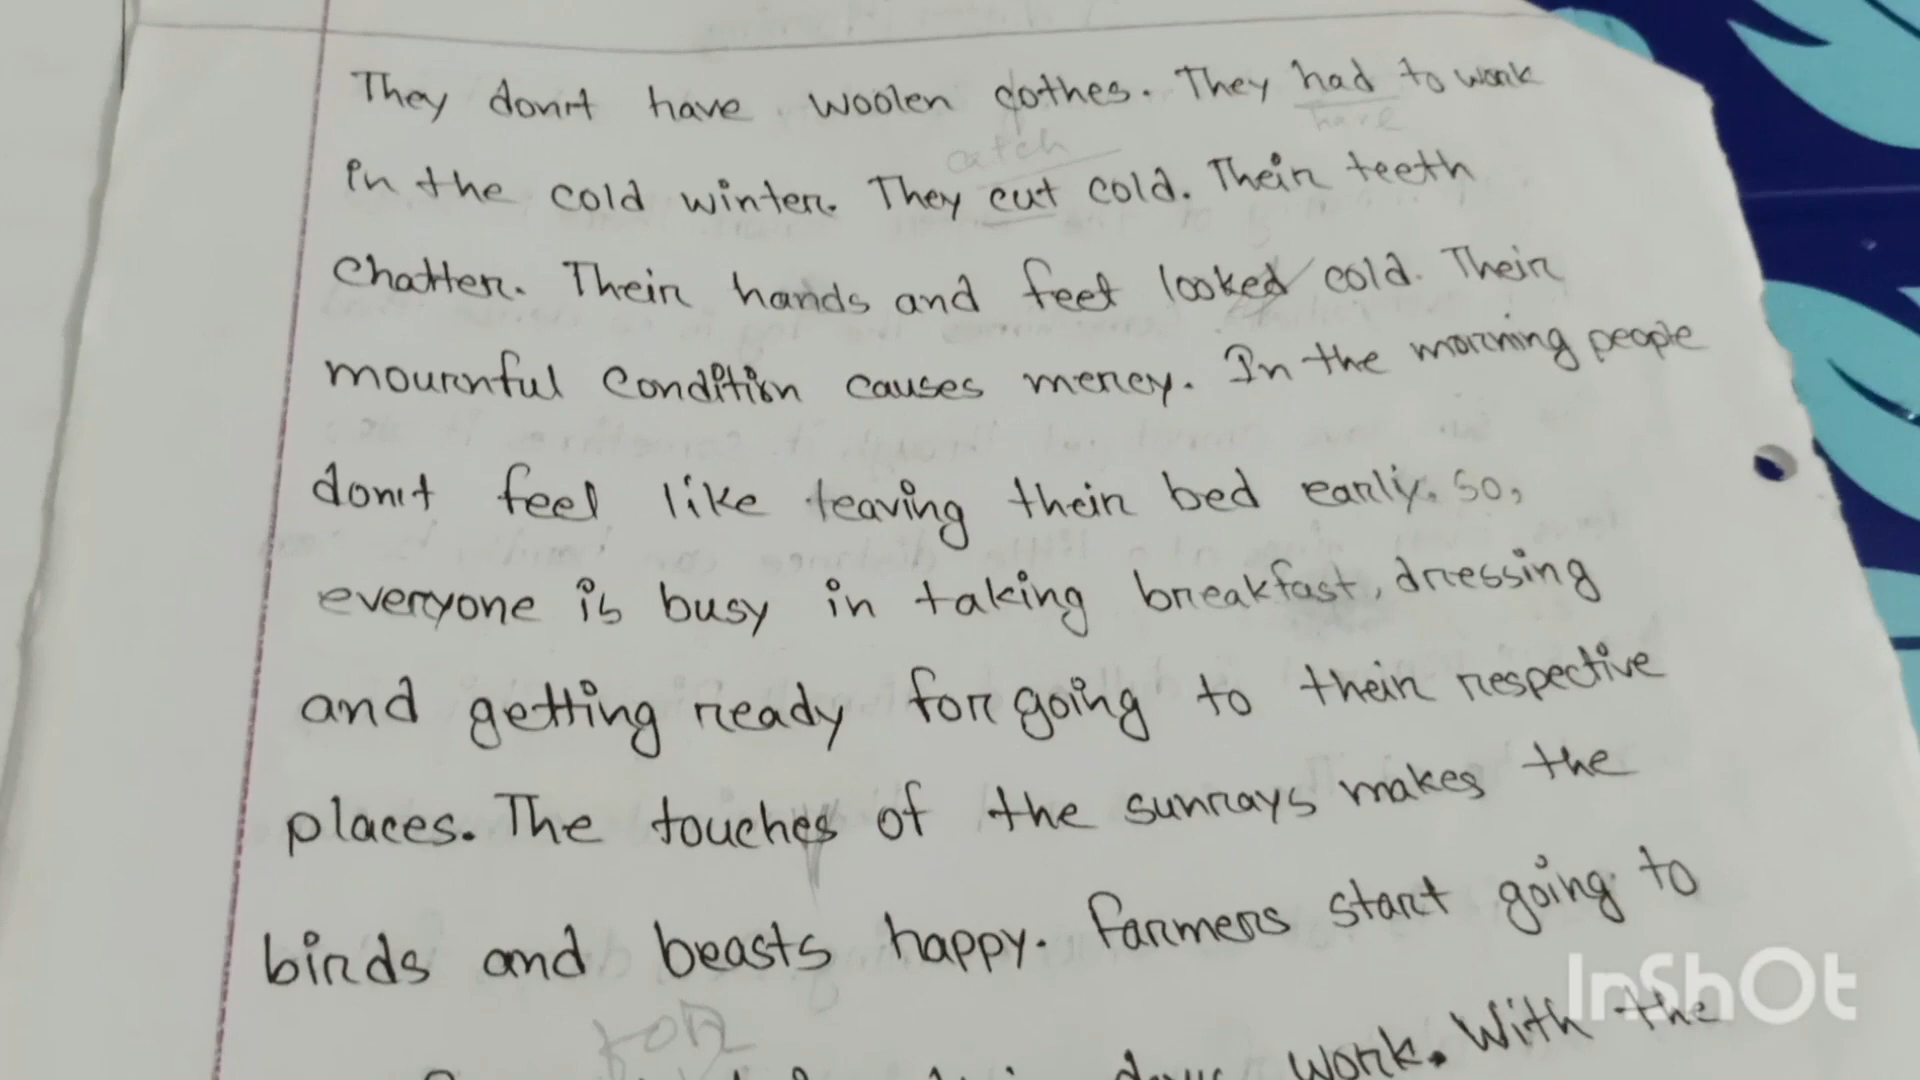 They don't have woolen clothes. They had to work
have
catch
in the cold winter. They cut cold. Their teeth
chatter. Their hands and feet looked cold. Their
mournful condition causes mercy. In the morning people
don't feel like leaving their bed early. So,
everyone is busy in taking breakfast, dressing
and getting ready for going to their respective
places. The touches of the sunrays makes the
birds and beasts happy. Farmers start going to
for
work. With the
InShOt